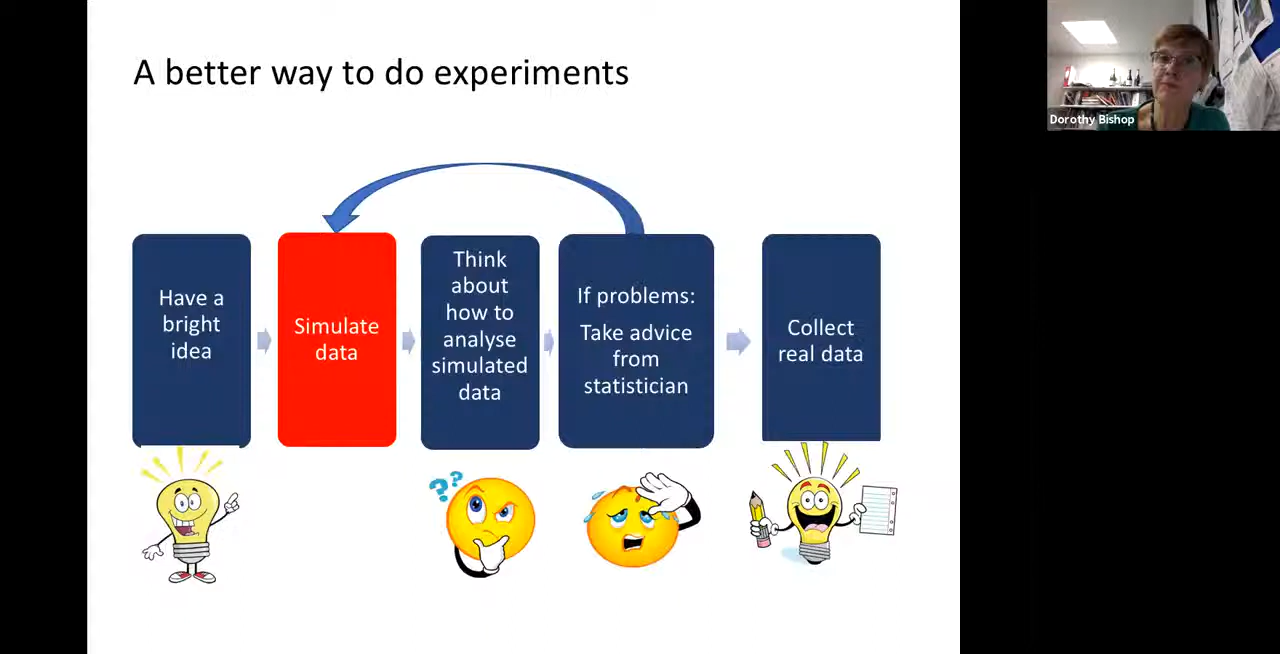 A better way to do experiments
Dorothy Bishop
Have a
bright
idea
Simulate
data
Think
about
how to
analyse
simulated
data
If problems:
Take advice
from
statistician
Collect
real data
??